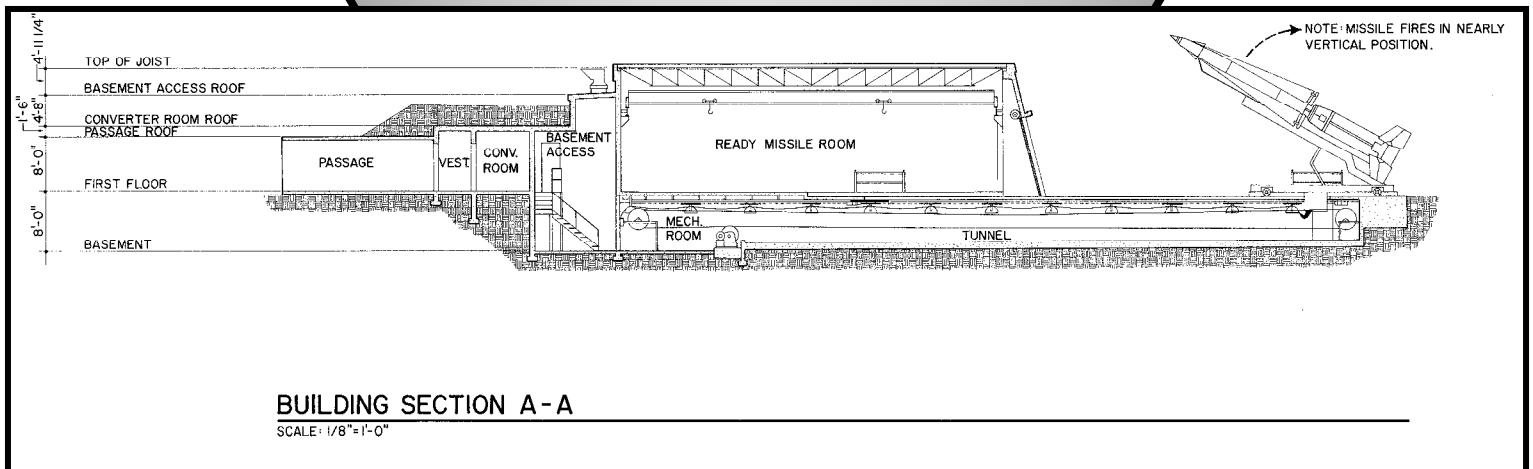 NOTE: MISSILE FIRES IN NEARLY
VERTICAL POSITION.
4'-11 1/4"
TOP OF JOIST
BASEMENT ACCESS ROOF
4'-8"
1'-6"
CONVERTER ROOM ROOF
PASSAGE ROOF
8'-0"
FIRST FLOOR
8'-0"
BASEMENT
PASSAGE
VEST.
CONV.
ROOM
BASEMENT
ACCESS
READY MISSILE ROOM
MECH.
ROOM
TUNNEL
BUILDING SECTION A-A
SCALE: 1/8"=1'-0"